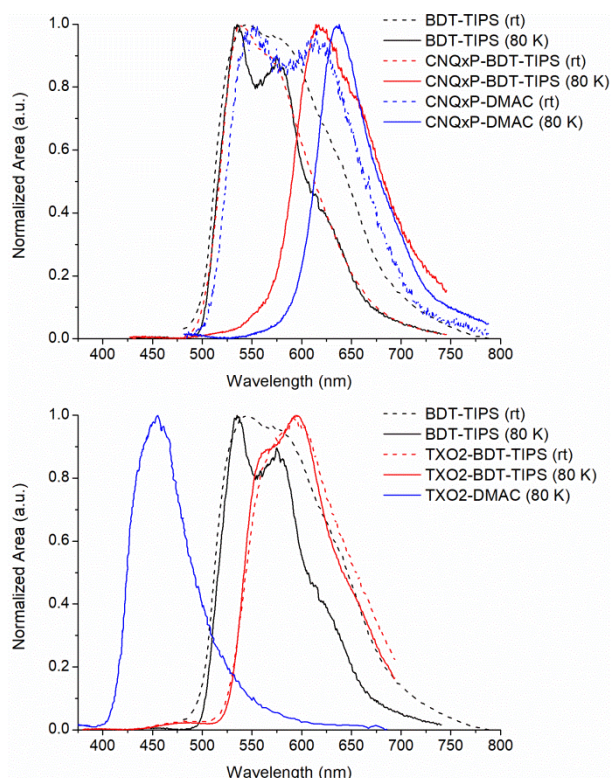 BDT-TIPS (rt)
BDT-TIPS (80 K)
CNQxP-BDT-TIPS (rt)
CNQxP-BDT-TIPS (80 K)
CNQxP-DMAC (rt)
CNQxP-DMAC (80 K)
Normalized Area (a.u.)
1.0
0.8
0.6
0.4
0.2
0.0
400 450 500 550 600 650 700 750 800
Wavelength (nm)
BDT-TIPS (rt)
BDT-TIPS (80 K)
TXO2-BDT-TIPS (rt)
TXO2-BDT-TIPS (80 K)
TXO2-DMAC (80 K)
Normalized Area (a.u.)
1.0
0.8
0.6
0.4
0.2
0.0
400 450 500 550 600 650 700 750 800
Wavelength (nm)